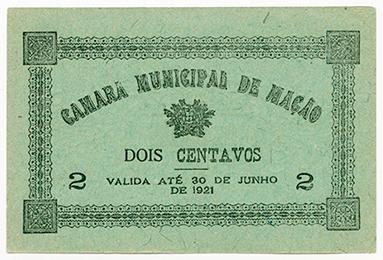 CAMARA MUNICIPAL DE MAÇÃO
DOIS CENTAVOS
2 VALIDA ATÉ 30 DE JUNHO 2
DE 1921